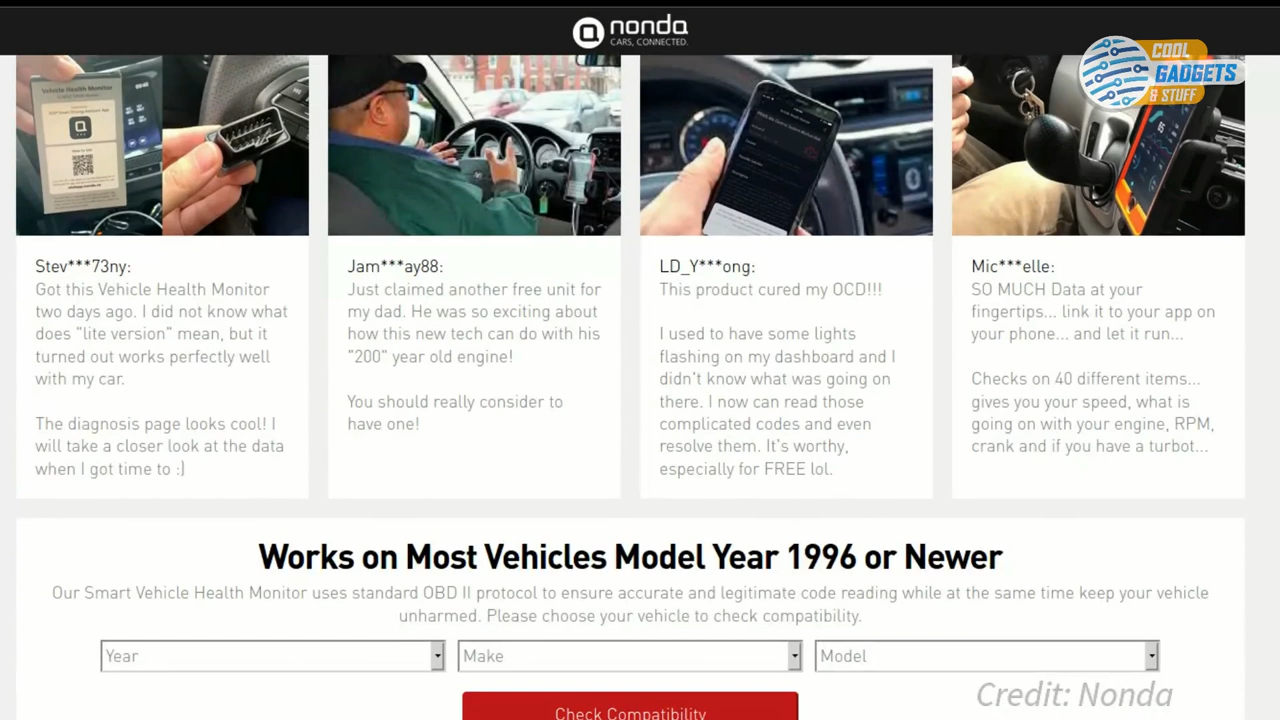 nonda
CARS, CONNECTED.
COOL
GADGETS
& STUFF
Vehicle Health Monitor
Stev***73ny:
Got this Vehicle Health Monitor
two days ago. I did not know what
does "lite version" mean, but it
turned out works perfectly well
with my car.
The diagnosis page looks cool! I
will take a closer look at the data
when I got time to :)
Jam***ay88:
Just claimed another free unit for
my dad. He was so exciting about
how this new tech can do with his
"200" year old engine!
You should really consider to
have one!
LD_Y***ong:
This product cured my OCD!!!
I used to have some lights
flashing on my dashboard and I
didn't know what was going on
there. I now can read those
complicated codes and even
resolve them. It's worthy,
especially for FREE lol.
Mic***elle:
SO MUCH Data at your
fingertips... link it to your app on
your phone... and let it run...
Checks on 40 different items...
gives you your speed, what is
going on with your engine, RPM,
crank and if you have a turbot...
Works on Most Vehicles Model Year 1996 or Newer
Our Smart Vehicle Health Monitor uses standard OBD II protocol to ensure accurate and legitimate code reading while at the same time keep your vehicle
unharmed. Please choose your vehicle to check compatibility.
Year
Make
Model
Check Compatibility
Credit: Nonda